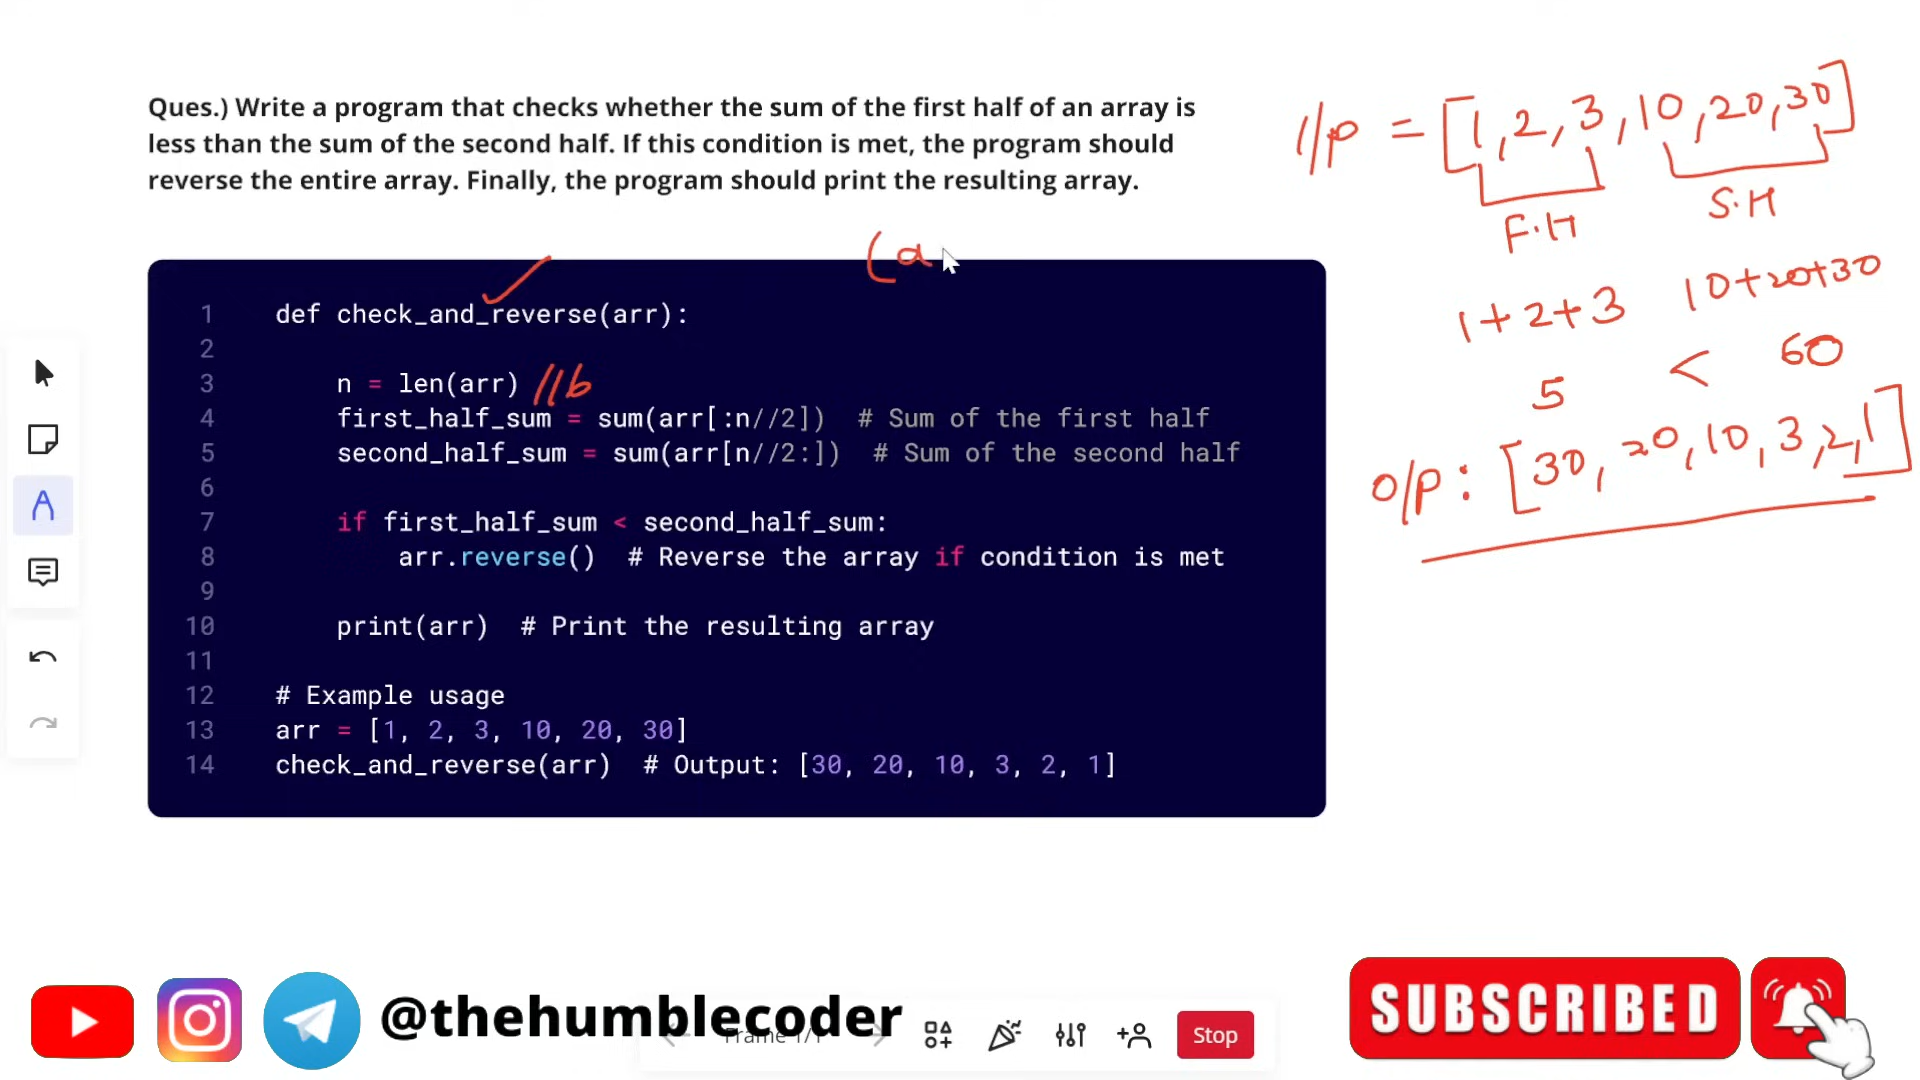 Ques.) Write a program that checks whether the sum of the first half of an array is
less than the sum of the second half. If this condition is met, the program should
reverse the entire array. Finally, the program should print the resulting array.
I/p = [1, 2, 3, 10, 20, 30]
F.H S.H
1+2+3 10+20+30
5 < 60
O/p : [30, 20, 10, 3, 2, 1]
(a
1 def check_and_reverse(arr):
2
3 n = len(arr) //6
4 first_half_sum = sum(arr[:n//2]) # Sum of the first half
5 second_half_sum = sum(arr[n//2:]) # Sum of the second half
6
7 if first_half_sum < second_half_sum:
8 arr.reverse() # Reverse the array if condition is met
9
10 print(arr) # Print the resulting array
11
12 # Example usage
13 arr = [1, 2, 3, 10, 20, 30]
14 check_and_reverse(arr) # Output: [30, 20, 10, 3, 2, 1]
@thehumblecoder
Frame 1/1
Stop
SUBSCRIBED